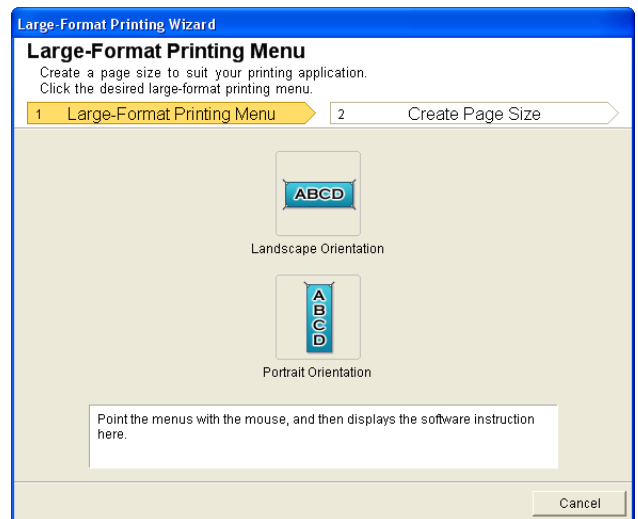 Large-Format Printing Wizard
Large-Format Printing Menu
Create a page size to suit your printing application.
Click the desired large-format printing menu.
1 Large-Format Printing Menu 2 Create Page Size
ABCD
Landscape Orientation
A
B
C
D
Portrait Orientation
Point the menus with the mouse, and then displays the software instruction
here.
Cancel